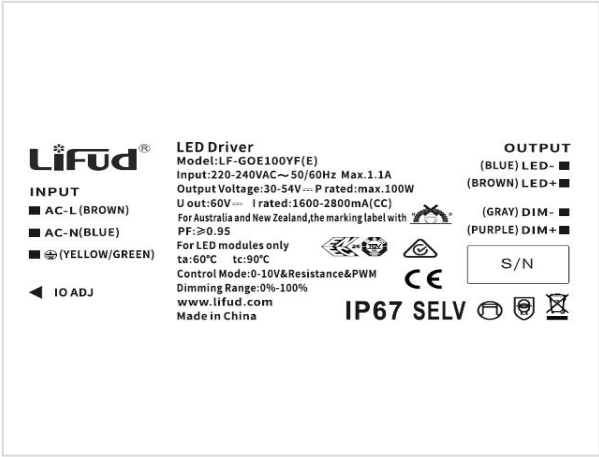 LiFud®
INPUT
AC-L (BROWN)
AC-N(BLUE)
(YELLOW/GREEN)
IO ADJ
LED Driver
Model:LF-GOE100YF(E)
Input:220-240VAC～50/60Hz Max.1.1A
Output Voltage:30-54V⎓ P rated:max.100W
U out:60V⎓ I rated:1600-2800mA(CC)
For Australia and New Zealand,the marking label with
PF:≥0.95
For LED modules only
ta:60℃ tc:90℃
Control Mode:0-10V&Resistance&PWM
Dimming Range:0%-100%
www.lifud.com
Made in China
OUTPUT
(BLUE) LED-
(BROWN) LED+
(GRAY) DIM-
(PURPLE) DIM+
S/N
CE
IP67 SELV